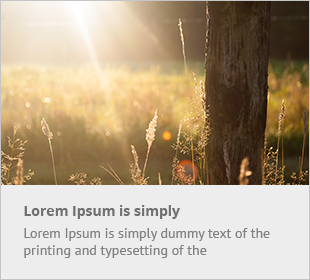 Lorem Ipsum is simply
Lorem Ipsum is simply dummy text of the
printing and typesetting of the